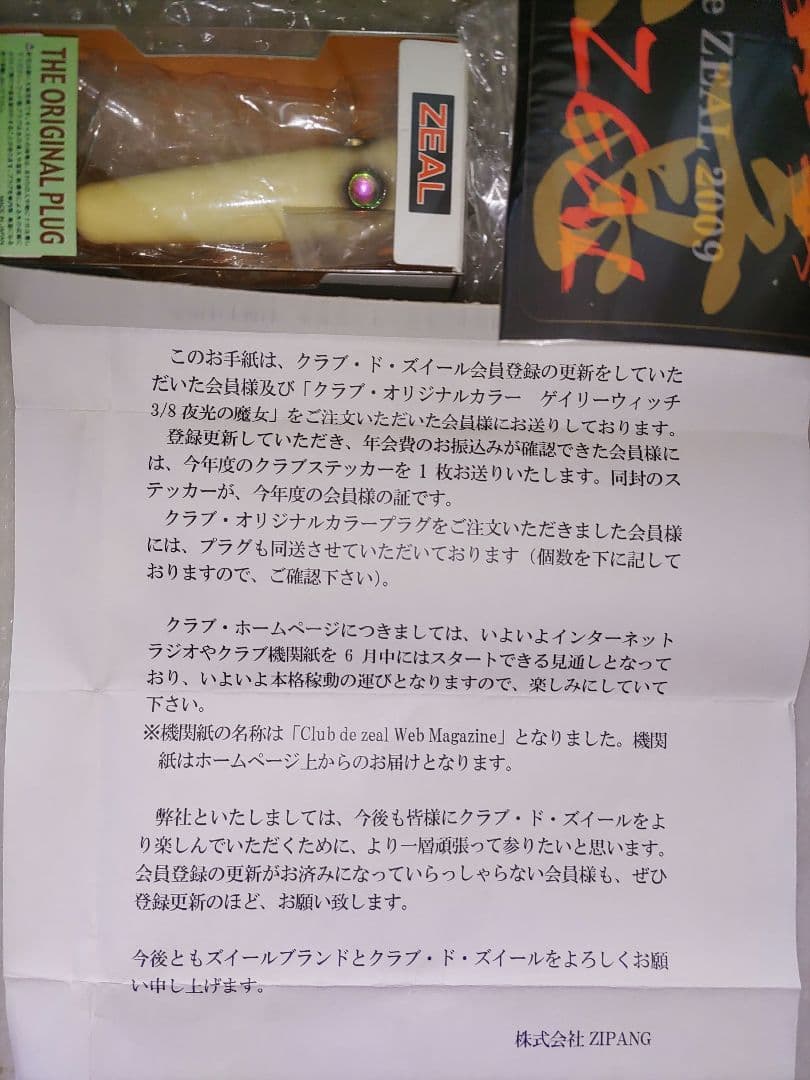 THE ORIGINAL PLUG
MADE IN JAPAN
ZEAL
ZEAL 2009
ZEAL
このお手紙は、クラブ・ド・ズイール会員登録の更新をしていた
だいた会員様及び「クラブ・オリジナルカラー　ゲイリーウィッチ
3/8 夜光の魔女」をご注文いただいた会員様にお送りしております。
登録更新していただき、年会費のお振込みが確認できた会員様に
は、今年度のクラブステッカーを 1 枚お送りいたします。同封のス
テッカーが、今年度の会員様の証です。
クラブ・オリジナルカラープラグをご注文いただきました会員様
には、プラグも同送させていただいております（個数を下に記して
おりますので、ご確認下さい）。
クラブ・ホームページにつきましては、いよいよインターネット
ラジオやクラブ機関紙を 6 月中にはスタートできる見通しとなって
おり、いよいよ本格稼動の運びとなりますので、楽しみにしていて
下さい。
※機関紙の名称は「Club de zeal Web Magazine」となりました。機関
紙はホームページ上からのお届けとなります。
弊社といたしましては、今後も皆様にクラブ・ド・ズイールをよ
り楽しんでいただくために、より一層頑張って参りたいと思います。
会員登録の更新がお済みになっていらっしゃらない会員様も、ぜひ
登録更新のほど、お願い致します。
今後ともズイールブランドとクラブ・ド・ズイールをよろしくお願
い申し上げます。
株式会社 ZIPANG